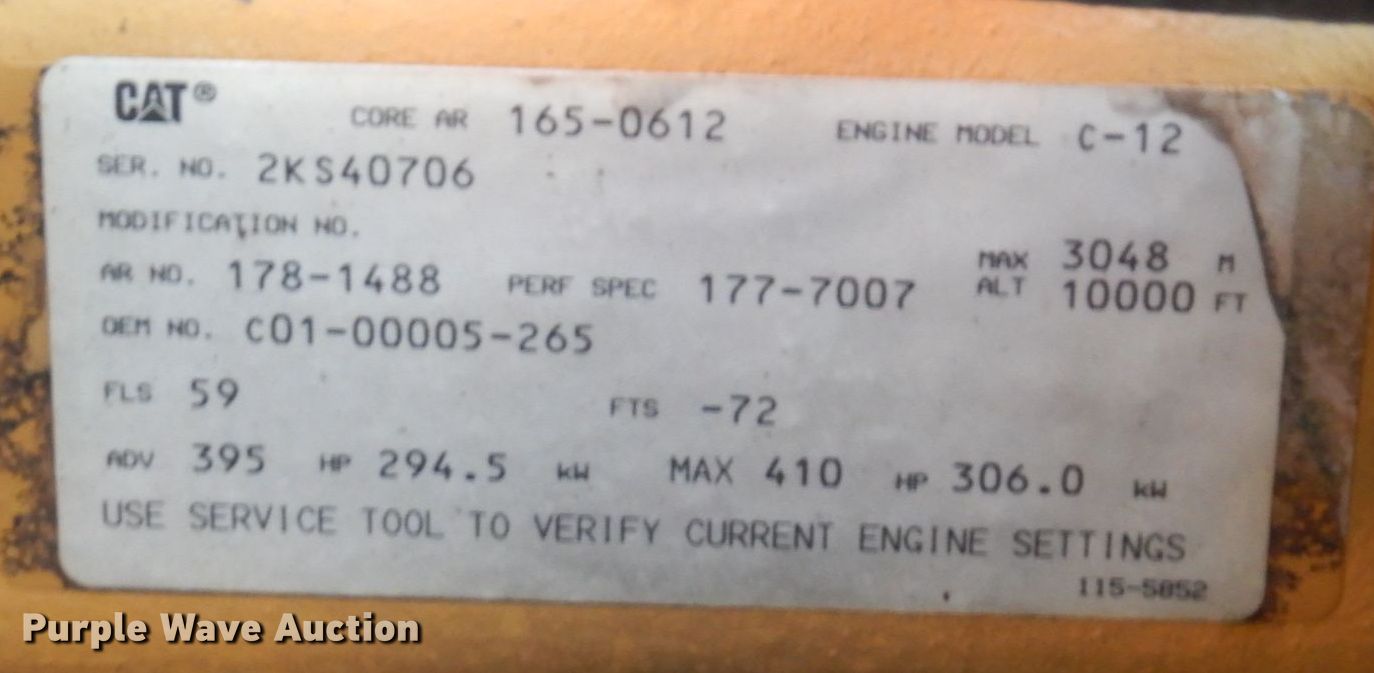 CAT® CORE AR 165-0612 ENGINE MODEL C-12
SER. NO. 2KS40706
MODIFICATION NO.
AR NO. 178-1488 PERF SPEC 177-7007 MAX ALT 3048 M 10000 FT
OEM NO. C01-00005-265
FLS 59 FTS -72
ADV 395 HP 294.5 kW MAX 410 HP 306.0 kW
USE SERVICE TOOL TO VERIFY CURRENT ENGINE SETTINGS
115-5852
Purple Wave Auction